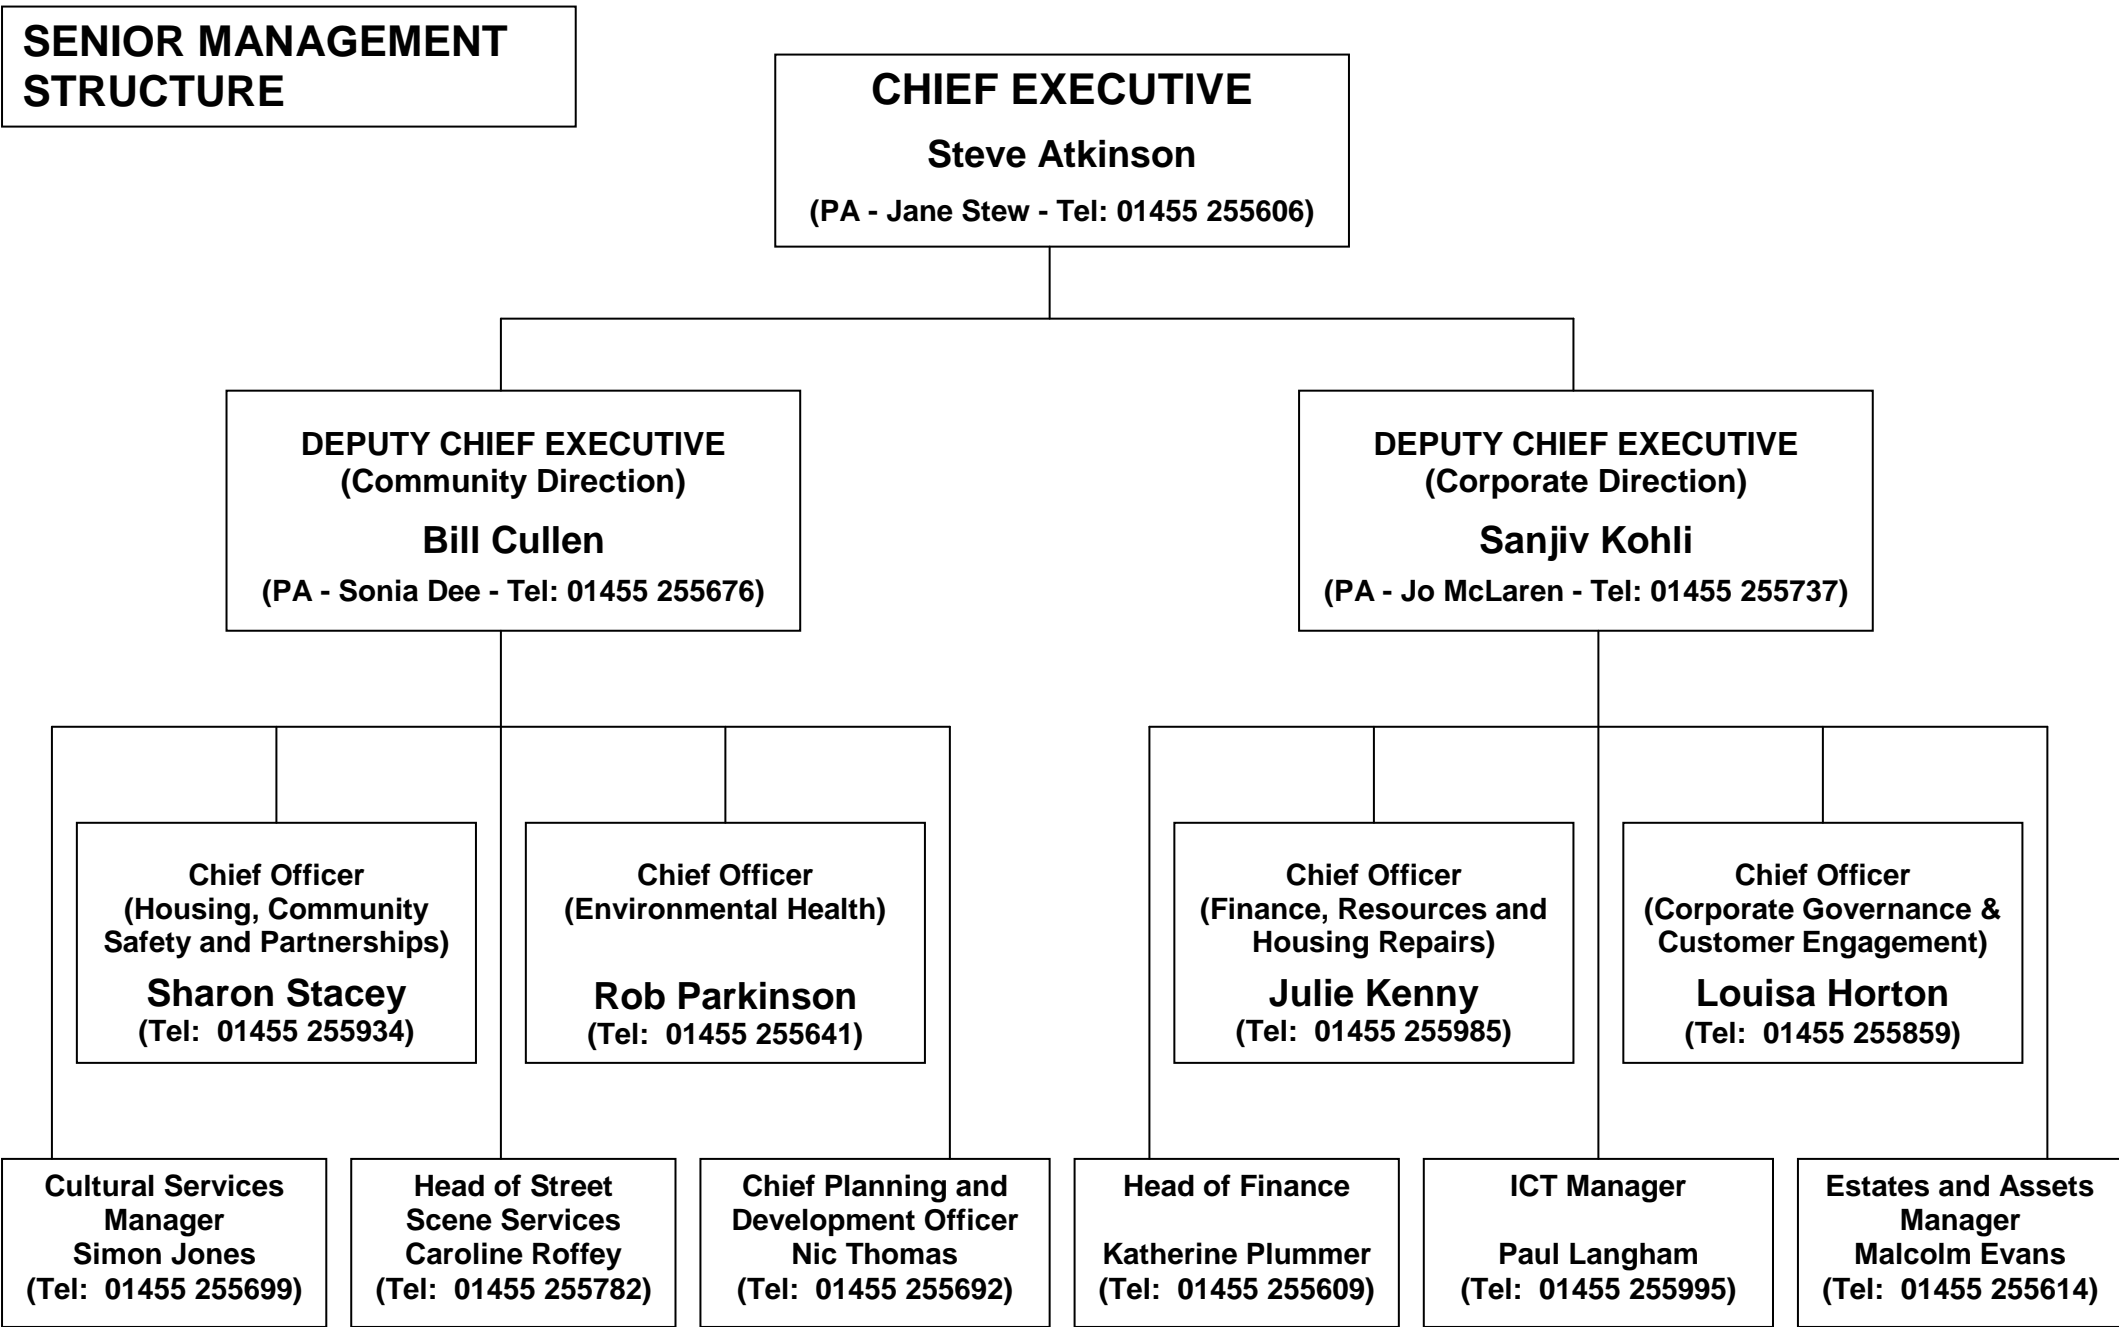 SENIOR MANAGEMENT
STRUCTURE
CHIEF EXECUTIVE
Steve Atkinson
(PA - Jane Stew - Tel: 01455 255606)
DEPUTY CHIEF EXECUTIVE
(Community Direction)
Bill Cullen
(PA - Sonia Dee - Tel: 01455 255676)
DEPUTY CHIEF EXECUTIVE
(Corporate Direction)
Sanjiv Kohli
(PA - Jo McLaren - Tel: 01455 255737)
Chief Officer
(Housing, Community
Safety and Partnerships)
Sharon Stacey
(Tel:  01455 255934)
Chief Officer
(Environmental Health)
Rob Parkinson
(Tel:  01455 255641)
Chief Officer
(Finance, Resources and
Housing Repairs)
Julie Kenny
(Tel:  01455 255985)
Chief Officer
(Corporate Governance &
Customer Engagement)
Louisa Horton
(Tel:  01455 255859)
Cultural Services
Manager
Simon Jones
(Tel:  01455 255699)
Head of Street
Scene Services
Caroline Roffey
(Tel:  01455 255782)
Chief Planning and
Development Officer
Nic Thomas
(Tel:  01455 255692)
Head of Finance
Katherine Plummer
(Tel:  01455 255609)
ICT Manager
Paul Langham
(Tel:  01455 255995)
Estates and Assets
Manager
Malcolm Evans
(Tel:  01455 255614)